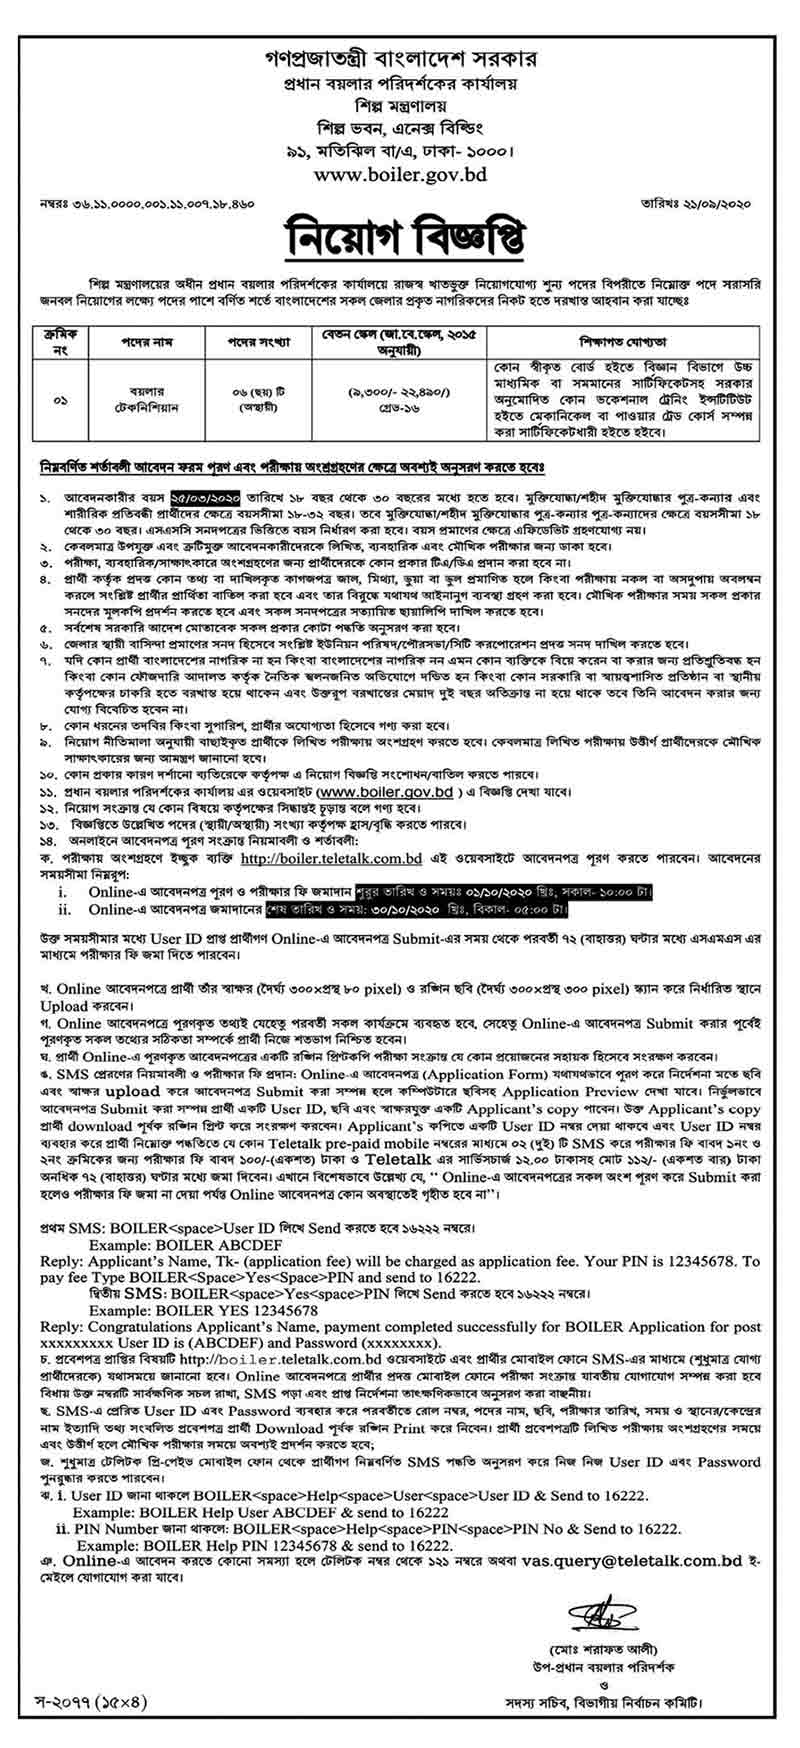 গণপ্রজাতন্ত্রী বাংলাদেশ সরকার
প্রধান বয়লার পরিদর্শকের কার্যালয়
শিল্প মন্ত্রণালয়
শিল্প ভবন, এনেক্স বিল্ডিং
৯১, মতিঝিল বা/এ, ঢাকা- ১০০০।
www.boiler.gov.bd
নম্বরঃ ৩৬.১১.০০০০.০০১.১১.০০৭.১৮.৪৬০ তারিখঃ ২১/০৯/২০২০
নিয়োগ বিজ্ঞপ্তি
শিল্প মন্ত্রণালয়ের অধীন প্রধান বয়লার পরিদর্শকের কার্যালয়ে রাজস্ব খাতভুক্ত নিয়োগযোগ্য শুন্য পদের বিপরীতে নিম্নোক্ত পদে সরাসরি
জনবল নিয়োগের লক্ষ্যে পদের পাশে বর্ণিত শর্তে বাংলাদেশের সকল জেলার প্রকৃত নাগরিকদের নিকট হতে দরখাস্ত আহবান করা যাচ্ছেঃ
ক্রমিক নং পদের নাম পদের সংখ্যা বেতন স্কেল (জা.বে.স্কেল, ২০১৫ অনুযায়ী) শিক্ষাগত যোগ্যতা
০১ বয়লার টেকনিশিয়ান ০৬ (ছয়) টি (অস্থায়ী) (৯,৩০০/- ২২,৪৯০/) গ্রেড-১৬
কোন স্বীকৃত বোর্ড হইতে বিজ্ঞান বিভাগে উচ্চ
মাধ্যমিক বা সমমানের সার্টিফিকেটসহ সরকার
অনুমোদিত কোন ভকেশনাল ট্রেনিং ইন্সটিটিউট
হইতে মেকানিকেল বা পাওয়ার ট্রেড কোর্স সম্পন্ন
করা সার্টিফিকেটধারী হইতে হইবে।
নিম্নবর্ণিত শর্তাবলী আবেদন ফরম পূরণ এবং পরীক্ষায় অংশগ্রহণের ক্ষেত্রে অবশ্যই অনুসরণ করতে হবেঃ
১. আবেদনকারীর বয়স ২৫/০৩/২০২০ তারিখে ১৮ বছর থেকে ৩০ বছরের মধ্যে হতে হবে। মুক্তিযোদ্ধা/শহীদ মুক্তিযোদ্ধার পুত্র-কন্যার এবং
শারীরিক প্রতিবন্ধী প্রার্থীদের ক্ষেত্রে বয়সসীমা ১৮-৩২ বছর। তবে মুক্তিযোদ্ধা/শহীদ মুক্তিযোদ্ধার পুত্র-কন্যার পুত্র-কন্যাদের ক্ষেত্রে বয়সসীমা ১৮
থেকে ৩০ বছর। এসএসসি সনদপত্রের ভিত্তিতে বয়স নির্ধারণ করা হবে। বয়স প্রমাণের ক্ষেত্রে এফিডেভিট গ্রহণযোগ্য নয়।
২. কেবলমাত্র উপযুক্ত এবং ত্রুটিমুক্ত আবেদনকারীদেরকে লিখিত, ব্যবহারিক এবং মৌখিক পরীক্ষার জন্য ডাকা হবে।
৩. পরীক্ষা, ব্যবহারিক/সাক্ষাৎকারে অংশগ্রহণের জন্য প্রার্থীদেরকে কোন প্রকার টিএ/ডিএ প্রদান করা হবে না।
৪. প্রার্থী কর্তৃক প্রদত্ত কোন তথ্য বা দাখিলকৃত কাগজপত্র জাল, মিথ্যা, ভুয়া বা ভুল প্রমাণিত হলে কিংবা পরীক্ষায় নকল বা অসদুপায় অবলম্বন
করলে সংশ্লিষ্ট প্রার্থীর প্রার্থিতা বাতিল করা হবে এবং তার বিরুদ্ধে যথাযথ আইনানুগ ব্যবস্থা গ্রহণ করা হবে। মৌখিক পরীক্ষার সময় সকল প্রকার
সনদের মূলকপি প্রদর্শন করতে হবে এবং সকল সনদপত্রের সত্যায়িত ছায়ালিপি দাখিল করতে হবে।
৫. সর্বশেষ সরকারি আদেশ মোতাবেক সকল প্রকার কোটা পদ্ধতি অনুসরণ করা হবে।
৬. জেলার স্থায়ী বাসিন্দা প্রমাণের সনদ হিসেবে সংশ্লিষ্ট ইউনিয়ন পরিষদ/পৌরসভা/সিটি করপোরেশন প্রদত্ত সনদ দাখিল করতে হবে।
৭. যদি কোন প্রার্থী বাংলাদেশের নাগরিক না হন কিংবা বাংলাদেশের নাগরিক নন এমন কোন ব্যক্তিকে বিয়ে করেন বা করার জন্য প্রতিশ্রুতিবদ্ধ হন
কিংবা কোন ফৌজদারি আদালত কর্তৃক নৈতিক স্খলনজনিত অভিযোগে দন্ডিত হন কিংবা কোন সরকারি বা স্বায়ত্ত্বশাসিত প্রতিষ্ঠান বা স্থানীয়
কর্তৃপক্ষের চাকরি হতে বরখাস্ত হয়ে থাকেন এবং উক্তরূপ বরখাস্তের মেয়াদ দুই বছর অতিক্রান্ত না হয়ে থাকে তবে তিনি আবেদন করার জন্য
যোগ্য বিবেচিত হবেন না।
৮. কোন ধরনের তদবির কিংবা সুপারিশ, প্রার্থীর অযোগ্যতা হিসেবে গণ্য করা হবে।
৯. নিয়োগ নীতিমালা অনুযায়ী বাছাইকৃত প্রার্থীকে লিখিত পরীক্ষায় অংশগ্রহণ করতে হবে। কেবলমাত্র লিখিত পরীক্ষায় উত্তীর্ণ প্রার্থীদেরকে মৌখিক
সাক্ষাৎকারের জন্য আমন্ত্রণ জানানো হবে।
১০. কোন প্রকার কারণ দর্শানো ব্যতিরেকে কর্তৃপক্ষ এ নিয়োগ বিজ্ঞপ্তি সংশোধন/বাতিল করতে পারবে।
১১. প্রধান বয়লার পরিদর্শকের কার্যালয় এর ওয়েবসাইট (www.boiler.gov.bd ) এ বিজ্ঞপ্তি দেখা যাবে।
১২. নিয়োগ সংক্রান্ত যে কোন বিষয়ে কর্তৃপক্ষের সিদ্ধান্তই চূড়ান্ত বলে গণ্য হবে।
১৩. বিজ্ঞপ্তিতে উল্লেখিত পদের (স্থায়ী/অস্থায়ী) সংখ্যা কর্তৃপক্ষ হ্রাস/বৃদ্ধি করতে পারবে।
১৪. অনলাইনে আবেদনপত্র পূরণ সংক্রান্ত নিয়মাবলী ও শর্তাবলী:
ক. পরীক্ষায় অংশগ্রহণে ইচ্ছুক ব্যক্তি http://boiler.teletalk.com.bd এই ওয়েবসাইটে আবেদনপত্র পূরণ করতে পারবেন। আবেদনের
সময়সীমা নিম্নরূপ:
i. Online-এ আবেদনপত্র পূরণ ও পরীক্ষার ফি জমাদান শুরুর তারিখ ও সময়ঃ ০১/১০/২০২০ খ্রিঃ, সকাল- ১০:০০ টা।
ii. Online-এ আবেদনপত্র জমাদানের শেষ তারিখ ও সময়: ৩০/১০/২০২০ খ্রিঃ, বিকাল- ০৫:০০ টা।
উক্ত সময়সীমার মধ্যে User ID প্রাপ্ত প্রার্থীগণ Online-এ আবেদনপত্র Submit-এর সময় থেকে পরবর্তী ৭২ (বাহাত্তর) ঘন্টার মধ্যে এসএমএস এর
মাধ্যমে পরীক্ষার ফি জমা দিতে পারবেন।
খ. Online আবেদনপত্রে প্রার্থী তাঁর স্বাক্ষর (দৈর্ঘ্য ৩০০×প্রস্থ ৮০ pixel) ও রঙ্গিন ছবি (দৈর্ঘ্য ৩০০×প্রস্থ ৩০০ pixel) স্ক্যান করে নির্ধারিত স্থানে
Upload করবেন।
গ. Online আবেদনপত্রে পূরণকৃত তথ্যই যেহেতু পরবর্তী সকল কার্যক্রমে ব্যবহৃত হবে, সেহেতু Online-এ আবেদনপত্র Submit করার পূর্বেই
পূরণকৃত সকল তথ্যের সঠিকতা সম্পর্কে প্রার্থী নিজে শতভাগ নিশ্চিত হবেন।
ঘ. প্রার্থী Online-এ পূরণকৃত আবেদনপত্রের একটি রঙ্গিন প্রিন্টকপি পরীক্ষা সংক্রান্ত যে কোন প্রয়োজনের সহায়ক হিসেবে সংরক্ষণ করবেন।
ঙ. SMS প্রেরণের নিয়মাবলী ও পরীক্ষার ফি প্রদান: Online-এ আবেদনপত্র (Application Form) যথাযথভাবে পূরণ করে নির্দেশনা মতে ছবি
এবং স্বাক্ষর upload করে আবেদনপত্র Submit করা সম্পন্ন হলে কম্পিউটারে ছবিসহ Application Preview দেখা যাবে। নির্ভুলভাবে
আবেদনপত্র Submit করা সম্পন্ন প্রার্থী একটি User ID, ছবি এবং স্বাক্ষরযুক্ত একটি Applicant's copy পাবেন। উক্ত Applicant's copy
প্রার্থী download পূর্বক রঙ্গিন প্রিন্ট করে সংরক্ষণ করবেন। Applicant's কপিতে একটি User ID নম্বর দেয়া থাকবে এবং User ID নম্বর
ব্যবহার করে প্রার্থী নিম্নোক্ত পদ্ধতিতে যে কোন Teletalk pre-paid mobile নম্বরের মাধ্যমে ০২ (দুই) টি SMS করে পরীক্ষার ফি বাবদ ১নং ও
২নং ক্রমিকের জন্য পরীক্ষার ফি বাবদ ১০০/-(একশত) টাকা ও Teletalk এর সার্ভিসচার্জ ১২.০০ টাকাসহ মোট ১১২/- (একশত বার) টাকা
অনধিক ৭২ (বাহাত্তর) ঘণ্টার মধ্যে জমা দিবেন। এখানে বিশেষভাবে উল্লেখ্য যে, '' Online-এ আবেদনপত্রের সকল অংশ পূরণ করে Submit করা
হলেও পরীক্ষার ফি জমা না দেয়া পর্যন্ত Online আবেদনপত্র কোন অবস্থাতেই গৃহীত হবে না''।
প্রথম SMS: BOILER<space>User ID লিখে Send করতে হবে ১৬২২২ নম্বরে।
Example: BOILER ABCDEF
Reply: Applicant's Name, Tk- (application fee) will be charged as application fee. Your PIN is 12345678. To
pay fee Type BOILER<Space>Yes<Space>PIN and send to 16222.
দ্বিতীয় SMS: BOILER<space>Yes<space>PIN লিখে Send করতে হবে ১৬২২২ নম্বরে।
Example: BOILER YES 12345678
Reply: Congratulations Applicant's Name, payment completed successfully for BOILER Application for post
xxxxxxxxx User ID is (ABCDEF) and Password (xxxxxxxx).
চ. প্রবেশপত্র প্রাপ্তির বিষয়টি http://boiler.teletalk.com.bd ওয়েবসাইটে এবং প্রার্থীর মোবাইল ফোনে SMS-এর মাধ্যমে (শুধুমাত্র যোগ্য
প্রার্থীদেরকে) যথাসময়ে জানানো হবে। Online আবেদনপত্রে প্রার্থীর প্রদত্ত মোবাইল ফোনে পরীক্ষা সংক্রান্ত যাবতীয় যোগাযোগ সম্পন্ন করা হবে
বিধায় উক্ত নম্বরটি সার্বক্ষণিক সচল রাখা, SMS পড়া এবং প্রাপ্ত নির্দেশনা তাৎক্ষণিকভাবে অনুসরণ করা বাঞ্ছনীয়।
ছ. SMS-এ প্রেরিত User ID এবং Password ব্যবহার করে পরবর্তীতে রোল নম্বর, পদের নাম, ছবি, পরীক্ষার তারিখ, সময় ও স্থানের/কেন্দ্রের
নাম ইত্যাদি তথ্য সংবলিত প্রবেশপত্র প্রার্থী Download পূর্বক রঙ্গিন Print করে নিবেন। প্রার্থী প্রবেশপত্রটি লিখিত পরীক্ষায় অংশগ্রহণের সময়ে
এবং উত্তীর্ণ হলে মৌখিক পরীক্ষার সময়ে অবশ্যই প্রদর্শন করতে হবে;
জ. শুধুমাত্র টেলিটক প্রি-পেইড মোবাইল ফোন থেকে প্রার্থীগণ নিম্নবর্ণিত SMS পদ্ধতি অনুসরণ করে নিজ নিজ User ID এবং Password
পুনরুদ্ধার করতে পারবেন।
ঝ. i. User ID জানা থাকলে BOILER<space>Help<space>User<space>User ID & Send to 16222.
Example: BOILER Help User ABCDEF & send to 16222
ii. PIN Number জানা থাকলে: BOILER<space>Help<space>PIN<space>PIN No & Send to 16222.
Example: BOILER Help PIN 12345678 & send to 16222.
ঞ. Online-এ আবেদন করতে কোনো সমস্যা হলে টেলিটক নম্বর থেকে ১২১ নম্বরে অথবা vas.query@teletalk.com.bd ই-
মেইলে যোগাযোগ করা যাবে।
(মোঃ শরাফত আলী)
উপ-প্রধান বয়লার পরিদর্শক
ও
সদস্য সচিব, বিভাগীয় নির্বাচন কমিটি।
স-২০৭৭ (১৫×৪)